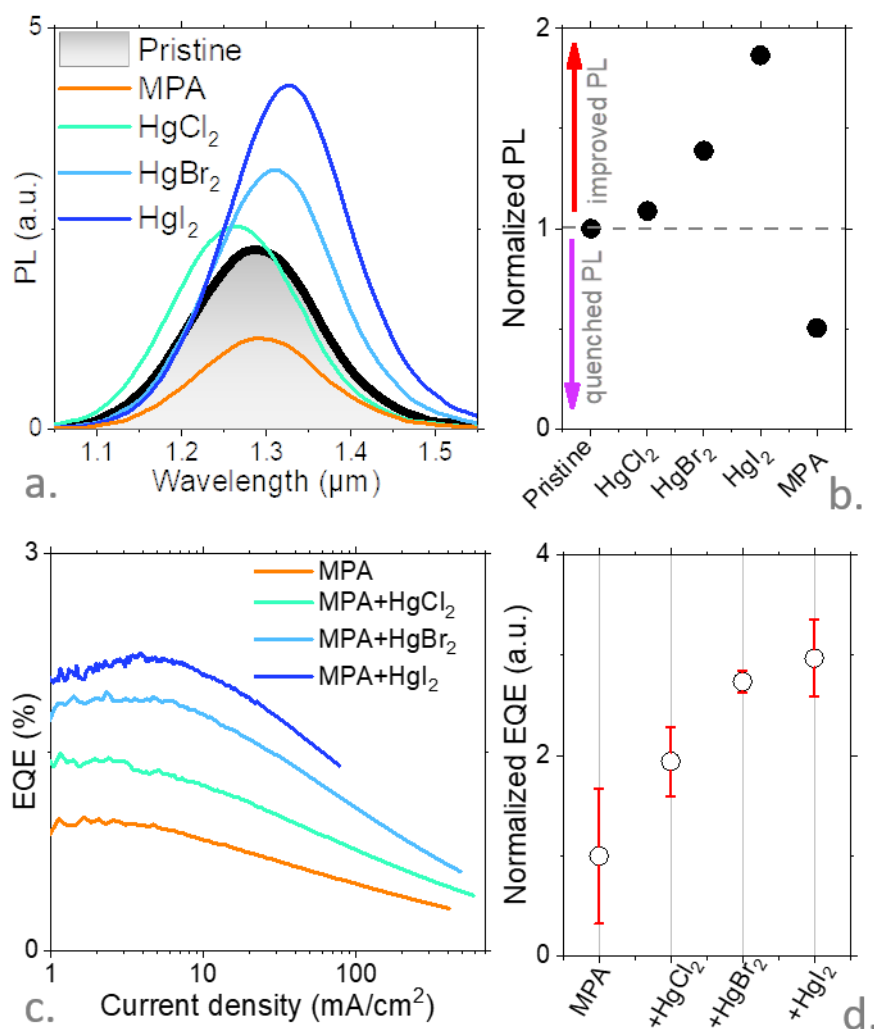 5
Pristine
MPA
HgCl₂
HgBr₂
HgI₂
PL (a.u.)
0
1.1 1.2 1.3 1.4 1.5
Wavelength (µm)
a.
2
improved PL
Normalized PL
1
quenched PL
0
Pristine HgCl₂ HgBr₂ HgI₂ MPA
b.
3
MPA
MPA+HgCl₂
MPA+HgBr₂
MPA+HgI₂
EQE (%)
0
1 10 100
Current density (mA/cm²)
c.
4
Normalized EQE (a.u.)
2
0
MPA +HgCl₂ +HgBr₂ +HgI₂
d.